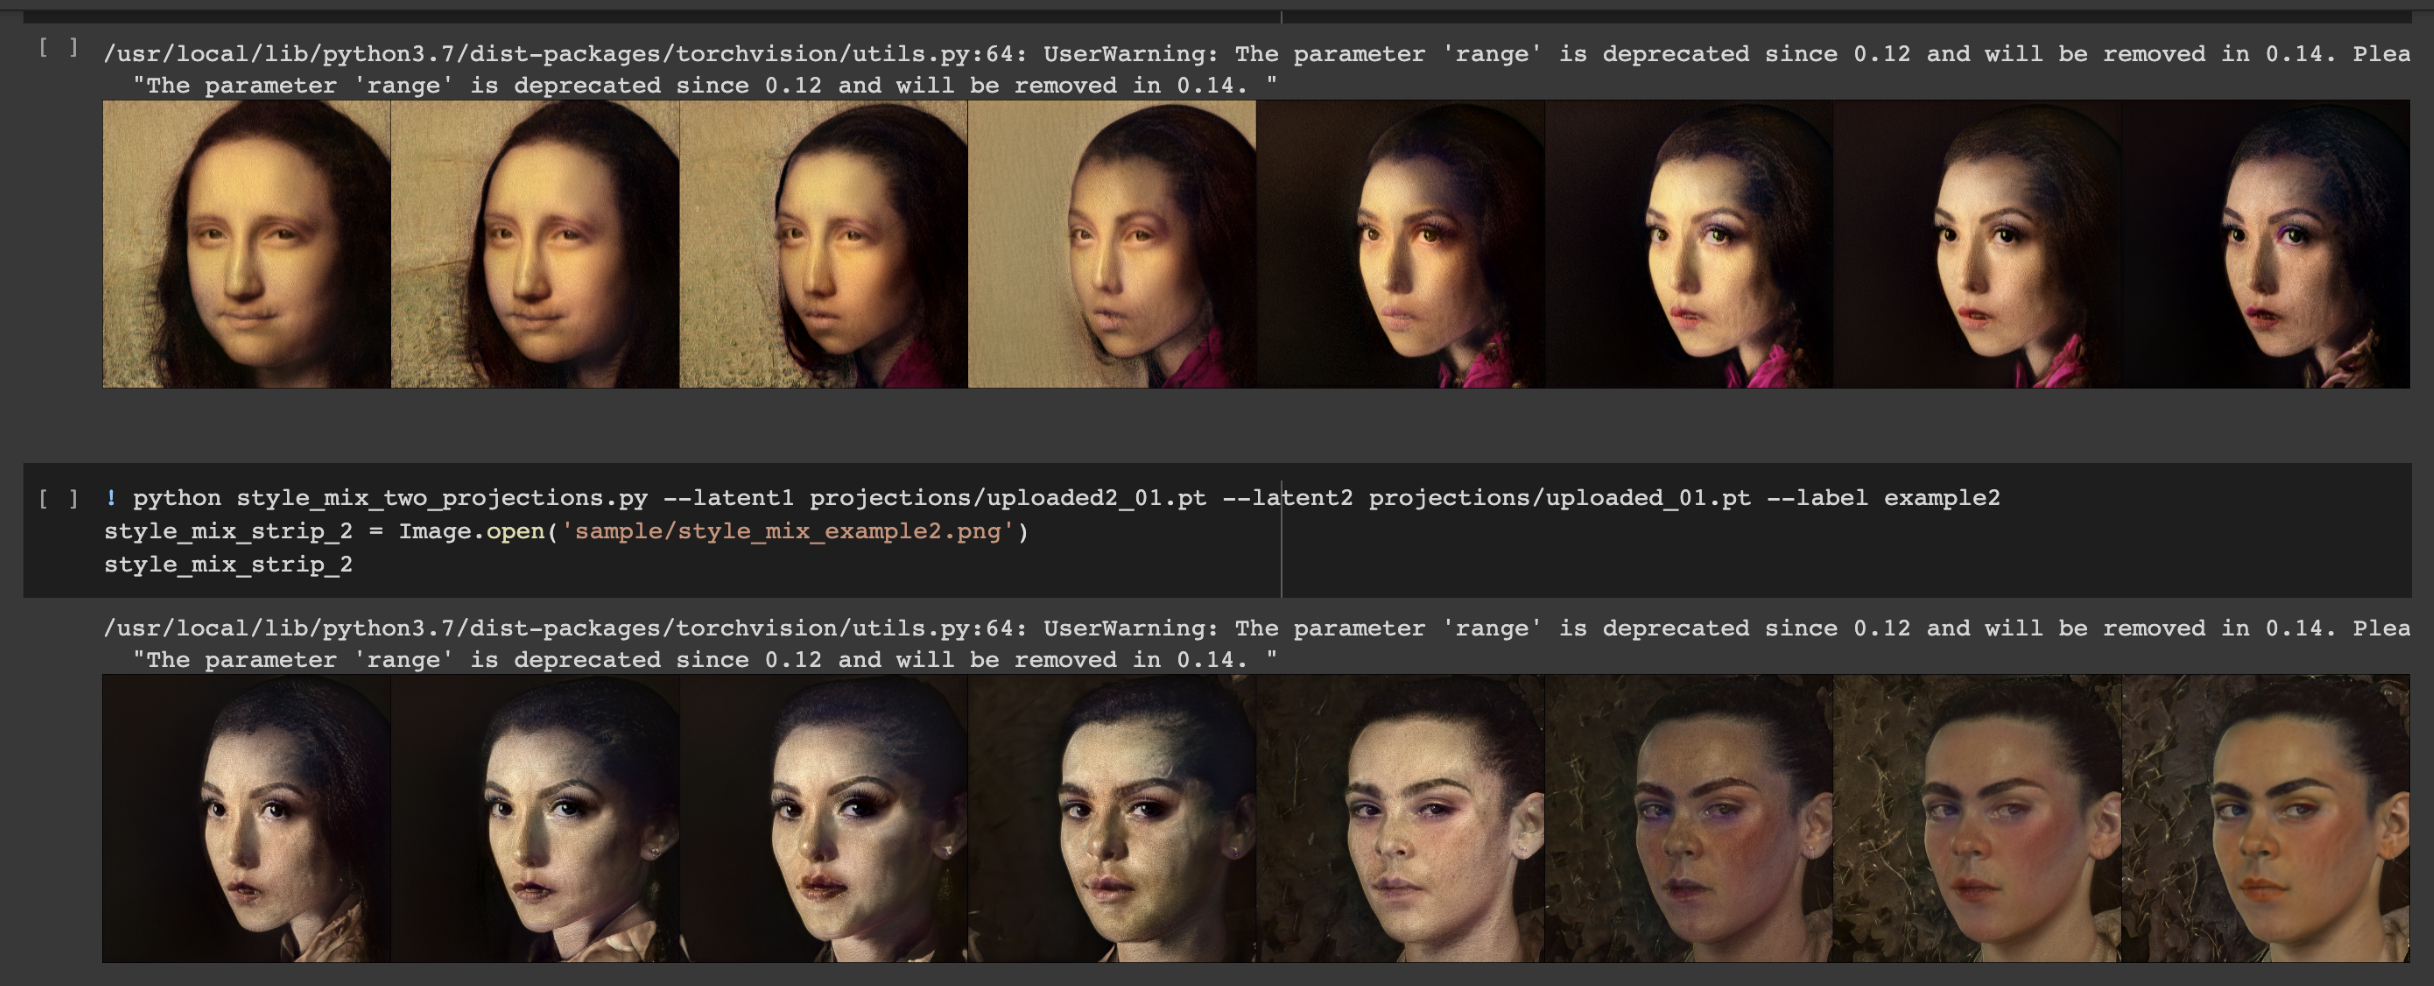 [ ] /usr/local/lib/python3.7/dist-packages/torchvision/utils.py:64: UserWarning: The parameter 'range' is deprecated since 0.12 and will be removed in 0.14. Plea
"The parameter 'range' is deprecated since 0.12 and will be removed in 0.14. "
[ ] ! python style_mix_two_projections.py --latent1 projections/uploaded2_01.pt --latent2 projections/uploaded_01.pt --label example2
style_mix_strip_2 = Image.open('sample/style_mix_example2.png')
style_mix_strip_2
/usr/local/lib/python3.7/dist-packages/torchvision/utils.py:64: UserWarning: The parameter 'range' is deprecated since 0.12 and will be removed in 0.14. Plea
"The parameter 'range' is deprecated since 0.12 and will be removed in 0.14. "